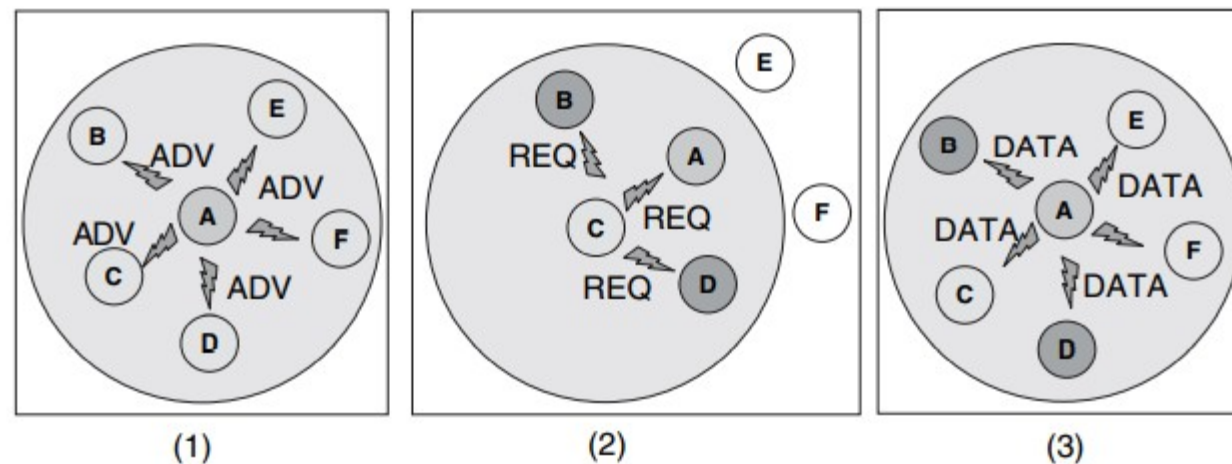 B
ADV
E
A
ADV
ADV
F
C
ADV
D
(1)
E
B
REQ
A
C
REQ
F
REQ
D
(2)
B
DATA
E
DATA
A
DATA
F
C
DATA
D
(3)